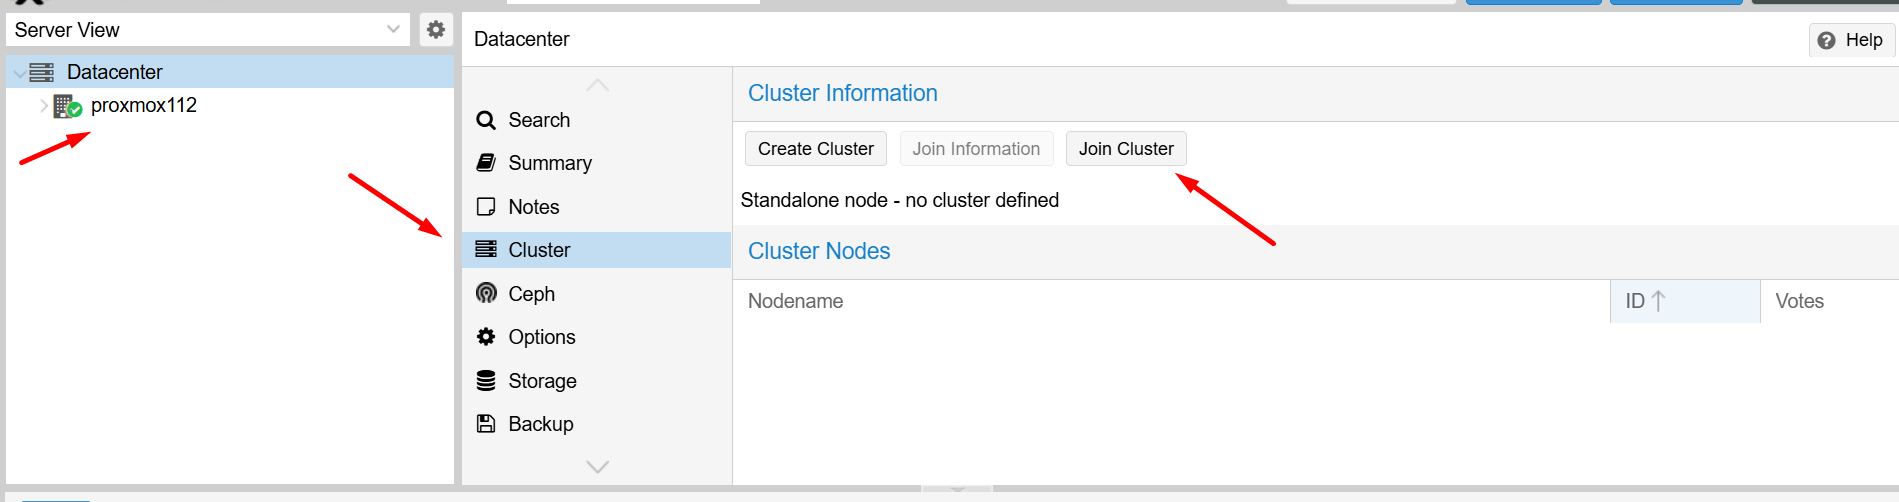 Server View
Datacenter
proxmox112
Datacenter
Help
Search
Summary
Notes
Cluster
Ceph
Options
Storage
Backup
Cluster Information
Create Cluster
Join Information
Join Cluster
Standalone node - no cluster defined
Cluster Nodes
Nodename
ID
Votes